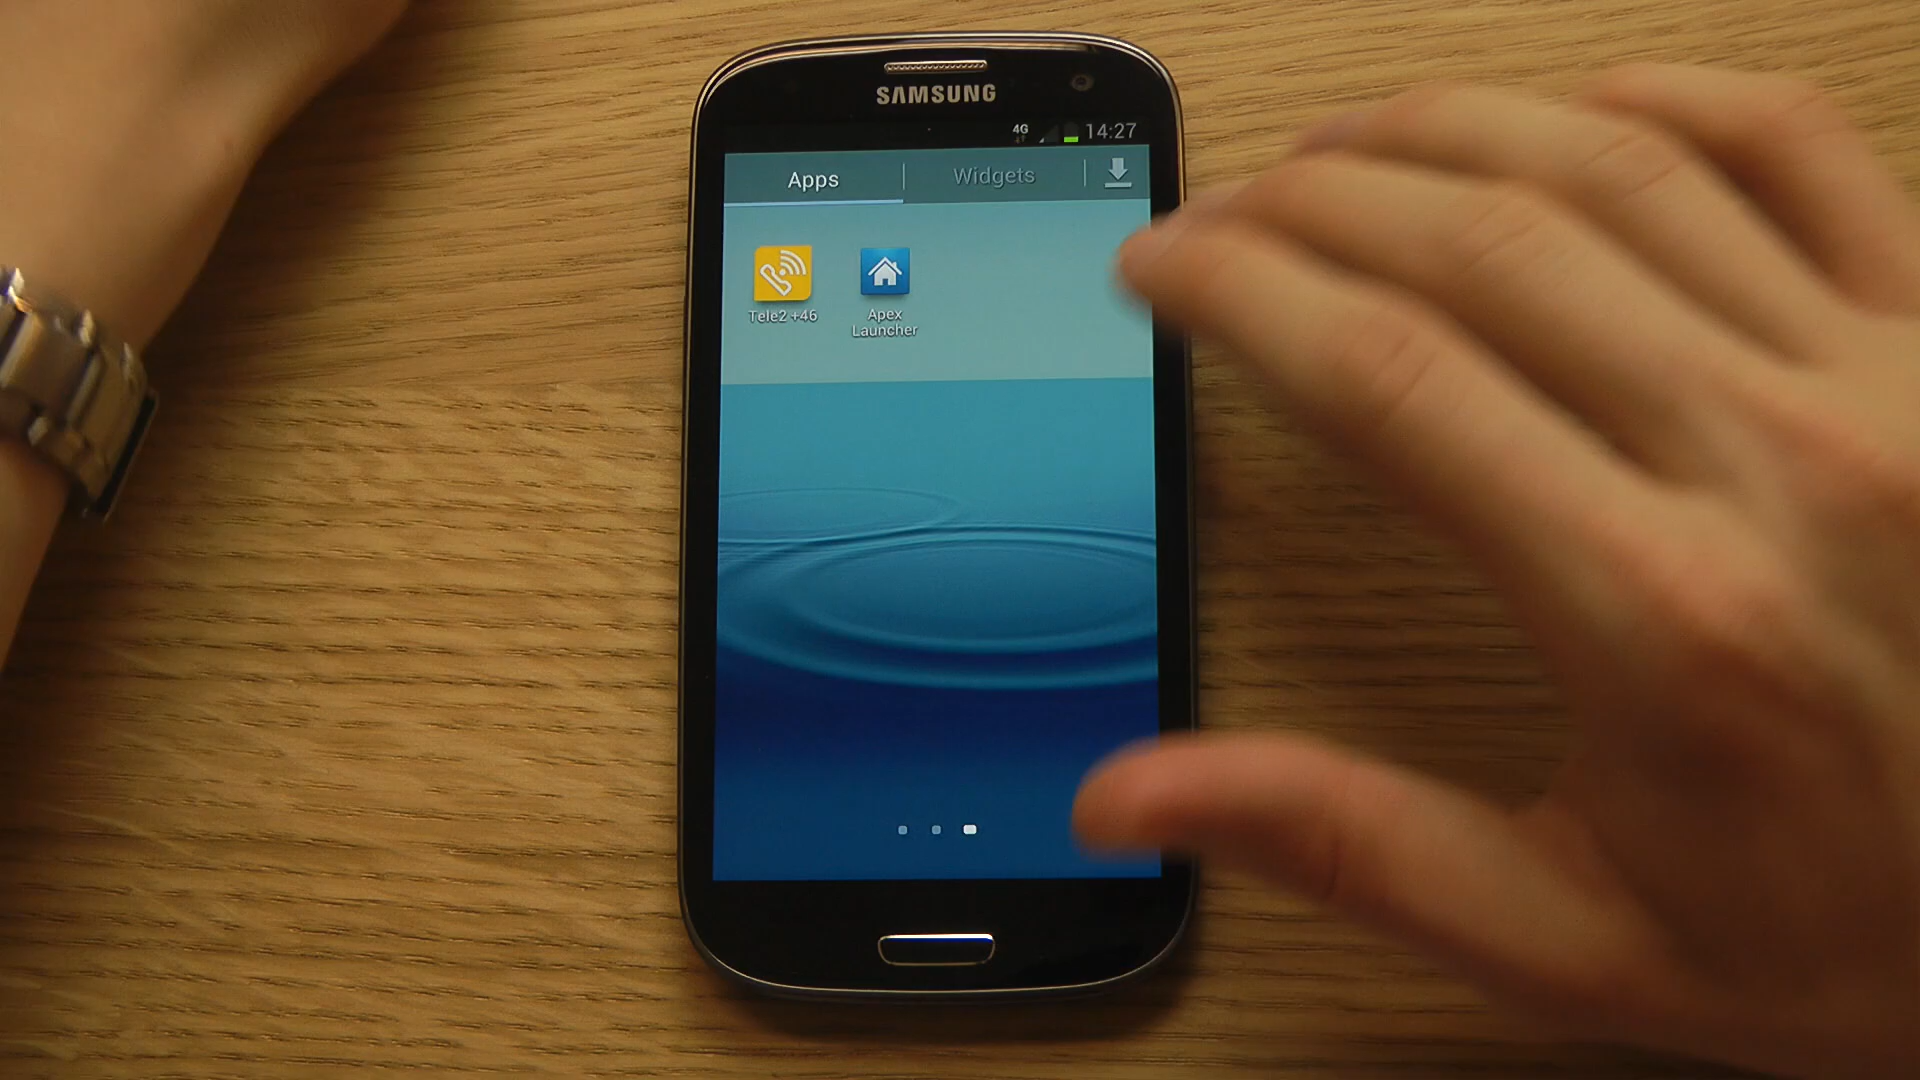 SAMSUNG
4G 14:27
Apps Widgets
Tele2 +46 Apex
Launcher